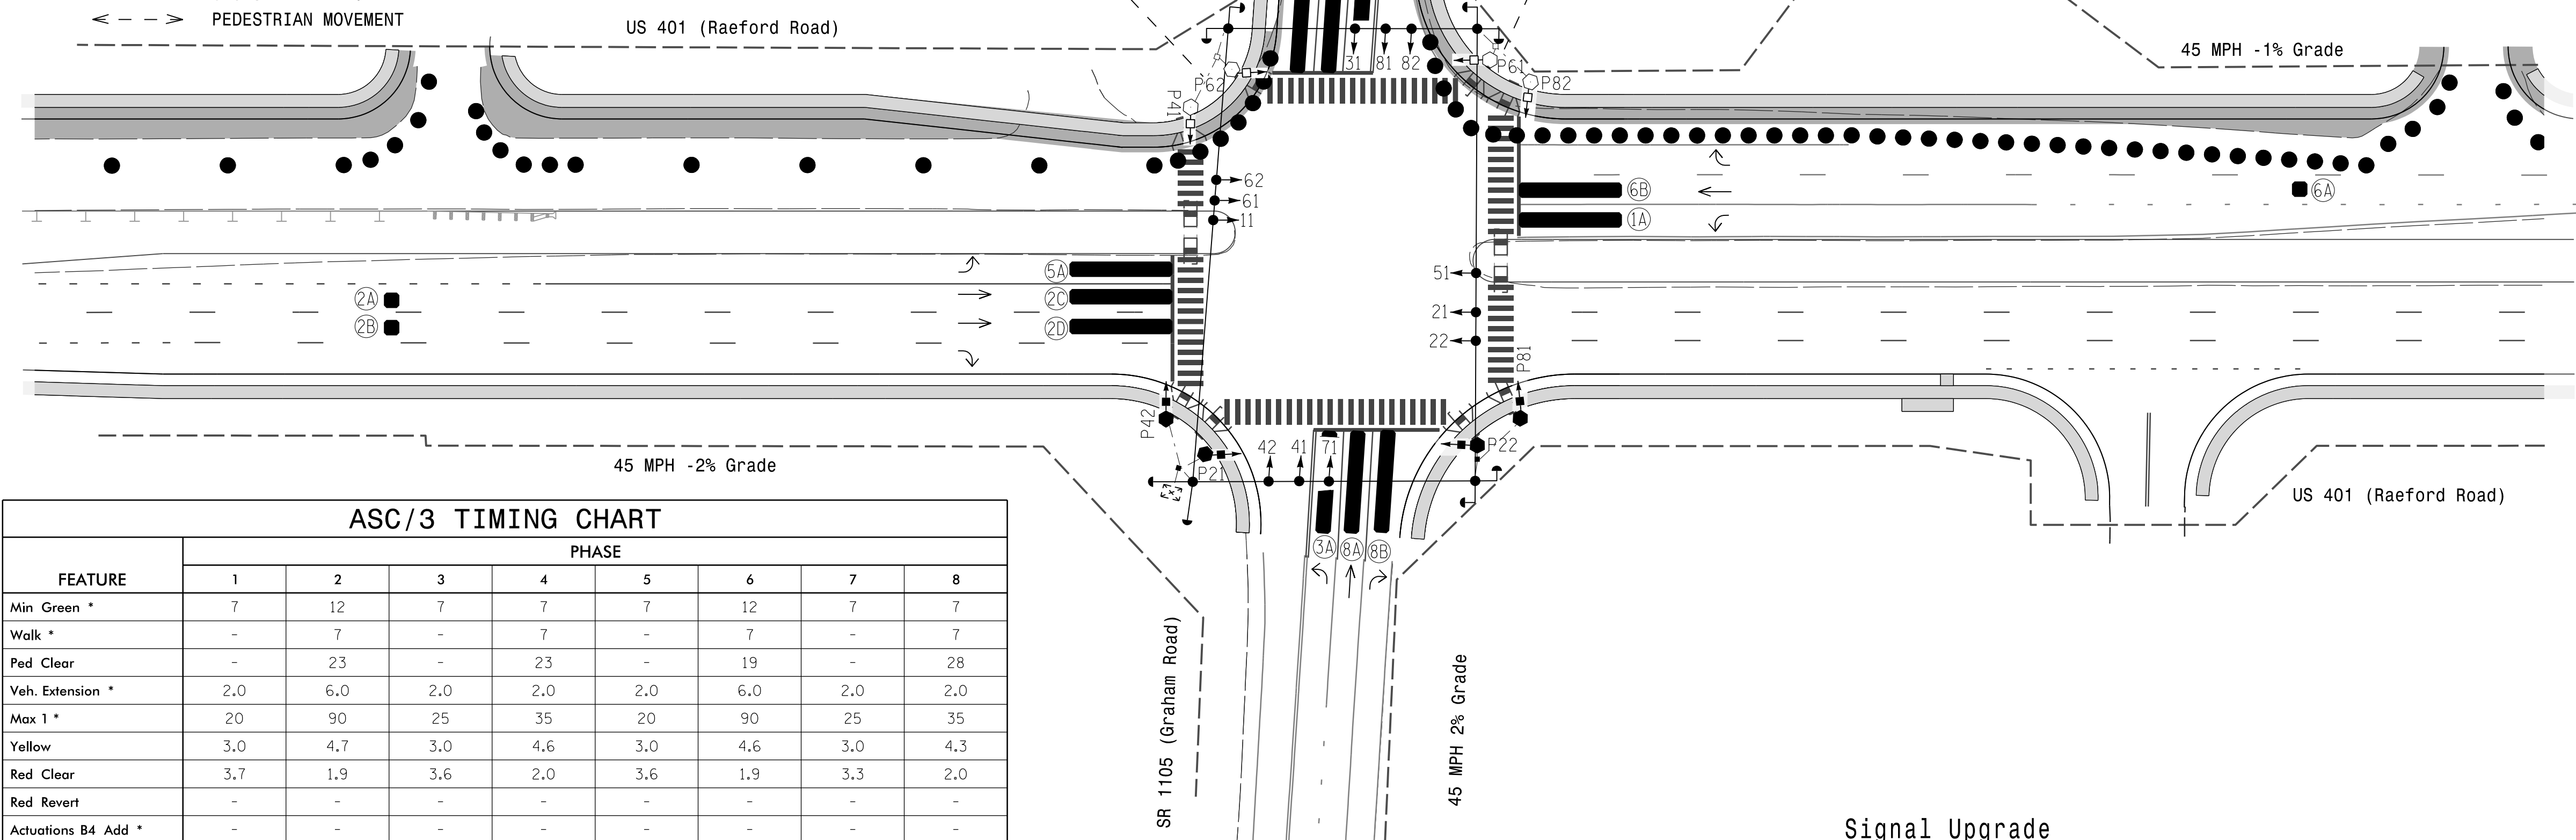 PEDESTRIAN MOVEMENT
US 401 (Raeford Road)
45 MPH -1% Grade
31 81 82
P61
P62
P82
P41
62
61
11
6B
1A
6A
5A
2C
2D
2A
2B
51
21
22
P81
P42
P21
P22
42 41 71
45 MPH -2% Grade
US 401 (Raeford Road)
3A 8A 8B
SR 1105 (Graham Road)
45 MPH 2% Grade
ASC/3 TIMING CHART
FEATURE PHASE
1 2 3 4 5 6 7 8
Min Green * 7 12 7 7 7 12 7 7
Walk * - 7 - 7 - 7 - 7
Ped Clear - 23 - 23 - 19 - 28
Veh. Extension * 2.0 6.0 2.0 2.0 2.0 6.0 2.0 2.0
Max 1 * 20 90 25 35 20 90 25 35
Yellow 3.0 4.7 3.0 4.6 3.0 4.6 3.0 4.3
Red Clear 3.7 1.9 3.6 2.0 3.6 1.9 3.3 2.0
Red Revert - - - - - - - -
Actuations B4 Add * - - - - - - - -
Signal Upgrade